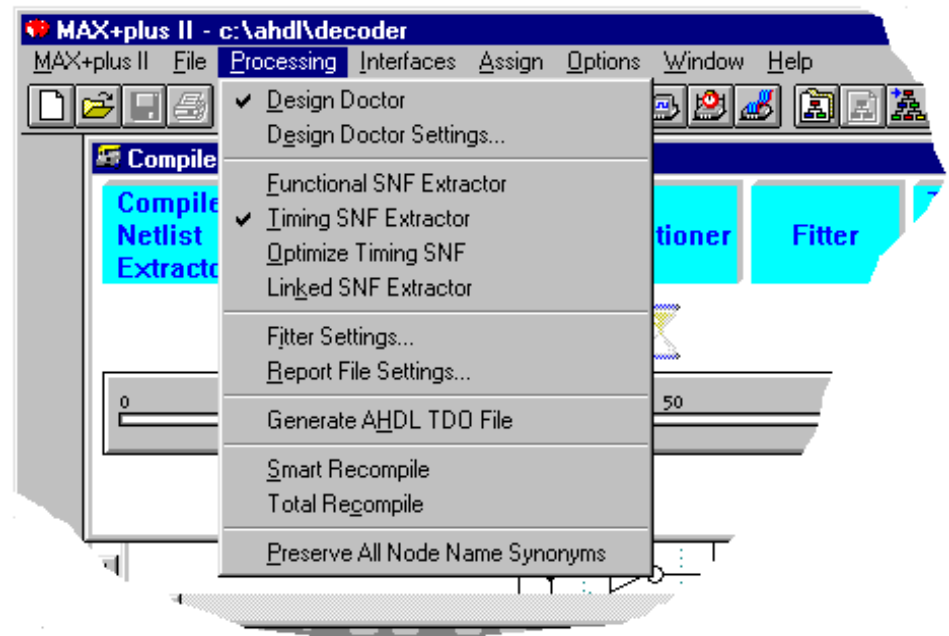 MAX+plus II - c:\ahdl\decoder
MAX+plus II File Processing Interfaces Assign Options Window Help
Design Doctor
Design Doctor Settings...
Compile
Compile
Netlist
Extracto
Functional SNF Extractor
Timing SNF Extractor
Optimize Timing SNF
Linked SNF Extractor
tioner
Fitter
Fitter Settings...
Report File Settings...
0
50
Generate AHDL TDO File
Smart Recompile
Total Recompile
Preserve All Node Name Synonyms